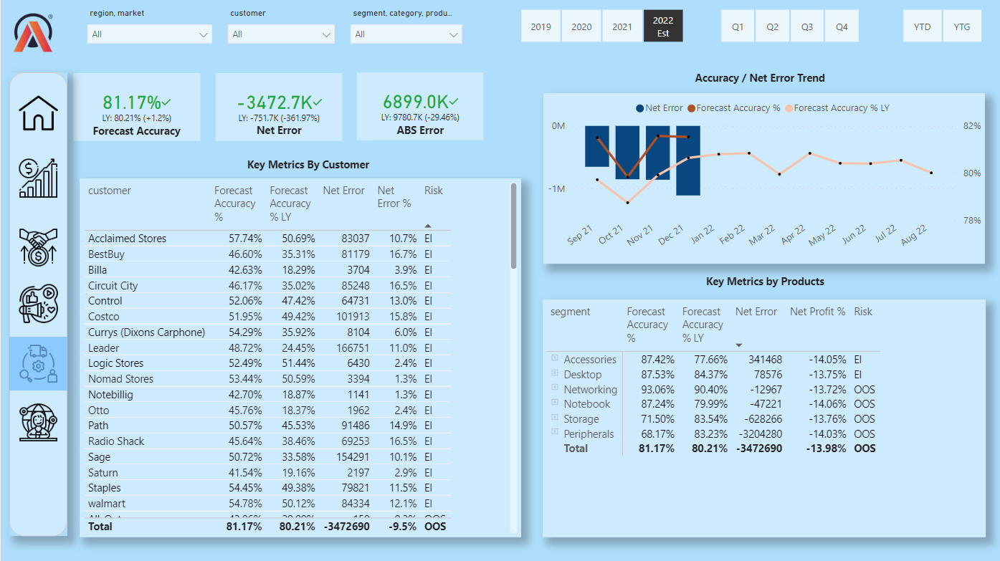 region, market
customer
segment, category, produ...
All
All
All
2019 2020 2021 2022 Est
Q1 Q2 Q3 Q4
YTD YTG
81.17%
LY: 80.21% (+1.2%)
Forecast Accuracy
-3472.7K
LY: -751.7K (-361.97%)
Net Error
6899.0K
LY: 9780.7K (-29.46%)
ABS Error
Key Metrics By Customer
customer Forecast Accuracy % Forecast Accuracy % LY Net Error Net Error % Risk
Acclaimed Stores 57.74% 50.69% 83037 10.7% EI
BestBuy 46.60% 35.31% 81179 16.7% EI
Billa 42.63% 18.29% 3704 3.9% EI
Circuit City 46.17% 35.02% 85248 16.5% EI
Control 52.06% 47.42% 64731 13.0% EI
Costco 51.95% 49.42% 101913 15.8% EI
Currys (Dixons Carphone) 54.29% 35.92% 8104 6.0% EI
Leader 48.72% 24.45% 166751 11.0% EI
Logic Stores 52.49% 51.44% 6430 2.4% EI
Nomad Stores 53.44% 50.59% 3394 1.3% EI
Notebillig 42.70% 18.87% 1141 1.3% EI
Otto 45.76% 18.37% 1962 2.4% EI
Path 50.57% 45.53% 91486 14.9% EI
Radio Shack 45.64% 38.46% 69253 16.5% EI
Sage 50.72% 33.58% 154291 10.1% EI
Saturn 41.54% 19.16% 2197 2.9% EI
Staples 54.45% 49.38% 79821 11.5% EI
walmart 54.78% 50.12% 84334 12.1% EI
Total 81.17% 80.21% -3472690 -9.5% OOS
Accuracy / Net Error Trend
Net Error Forecast Accuracy % Forecast Accuracy % LY
0M 82%
80%
-1M
78%
Sep 21 Oct 21 Nov 21 Dec 21 Jan 22 Feb 22 Mar 22 Apr 22 May 22 Jun 22 Jul 22 Aug 22
Key Metrics by Products
segment Forecast Accuracy % Forecast Accuracy % LY Net Error Net Profit % Risk
Accessories 87.42% 77.66% 341468 -14.05% EI
Desktop 87.53% 84.37% 78576 -13.75% EI
Networking 93.06% 90.40% -12967 -13.72% OOS
Notebook 87.24% 79.99% -47221 -14.06% OOS
Storage 71.50% 83.54% -628266 -13.76% OOS
Peripherals 68.17% 83.23% -3204280 -14.03% OOS
Total 81.17% 80.21% -3472690 -13.98% OOS